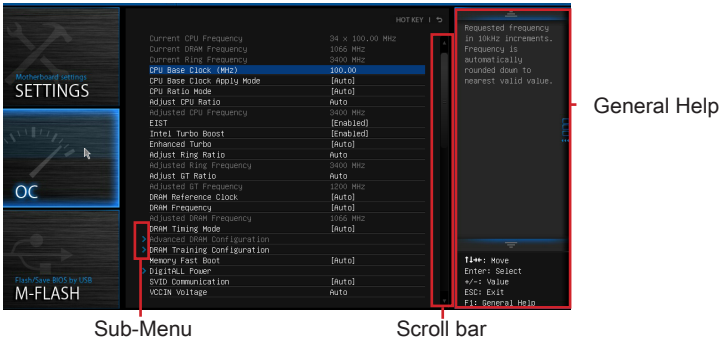 HOT KEY | ⮌
Motherboard settings
SETTINGS
OC
Flash/Save BIOS by USB
M-FLASH
Current CPU Frequency 34 x 100.00 MHz
Current DRAM Frequency 1066 MHz
Current Ring Frequency 3400 MHz
CPU Base Clock (MHz) 100.00
CPU Base Clock Apply Mode [Auto]
CPU Ratio Mode [Auto]
Adjust CPU Ratio Auto
Adjusted CPU Frequency 3400 MHz
EIST [Enabled]
Intel Turbo Boost [Enabled]
Enhanced Turbo [Auto]
Adjust Ring Ratio Auto
Adjusted Ring Frequency 3400 MHz
Adjust GT Ratio Auto
Adjusted GT Frequency 1200 MHz
DRAM Reference Clock [Auto]
DRAM Frequency [Auto]
Adjusted DRAM Frequency 1066 MHz
DRAM Timing Mode [Auto]
> Advanced DRAM Configuration
> DRAM Training Configuration
Memory Fast Boot [Auto]
> DigitALL Power
SVID Communication [Auto]
VCCIN Voltage Auto
Requested frequency
in 10kHz increments.
Frequency is
automatically
rounded down to
nearest valid value.
↑↓→←: Move
Enter: Select
+/-: Value
ESC: Exit
F1: General Help
General Help
Sub-Menu
Scroll bar